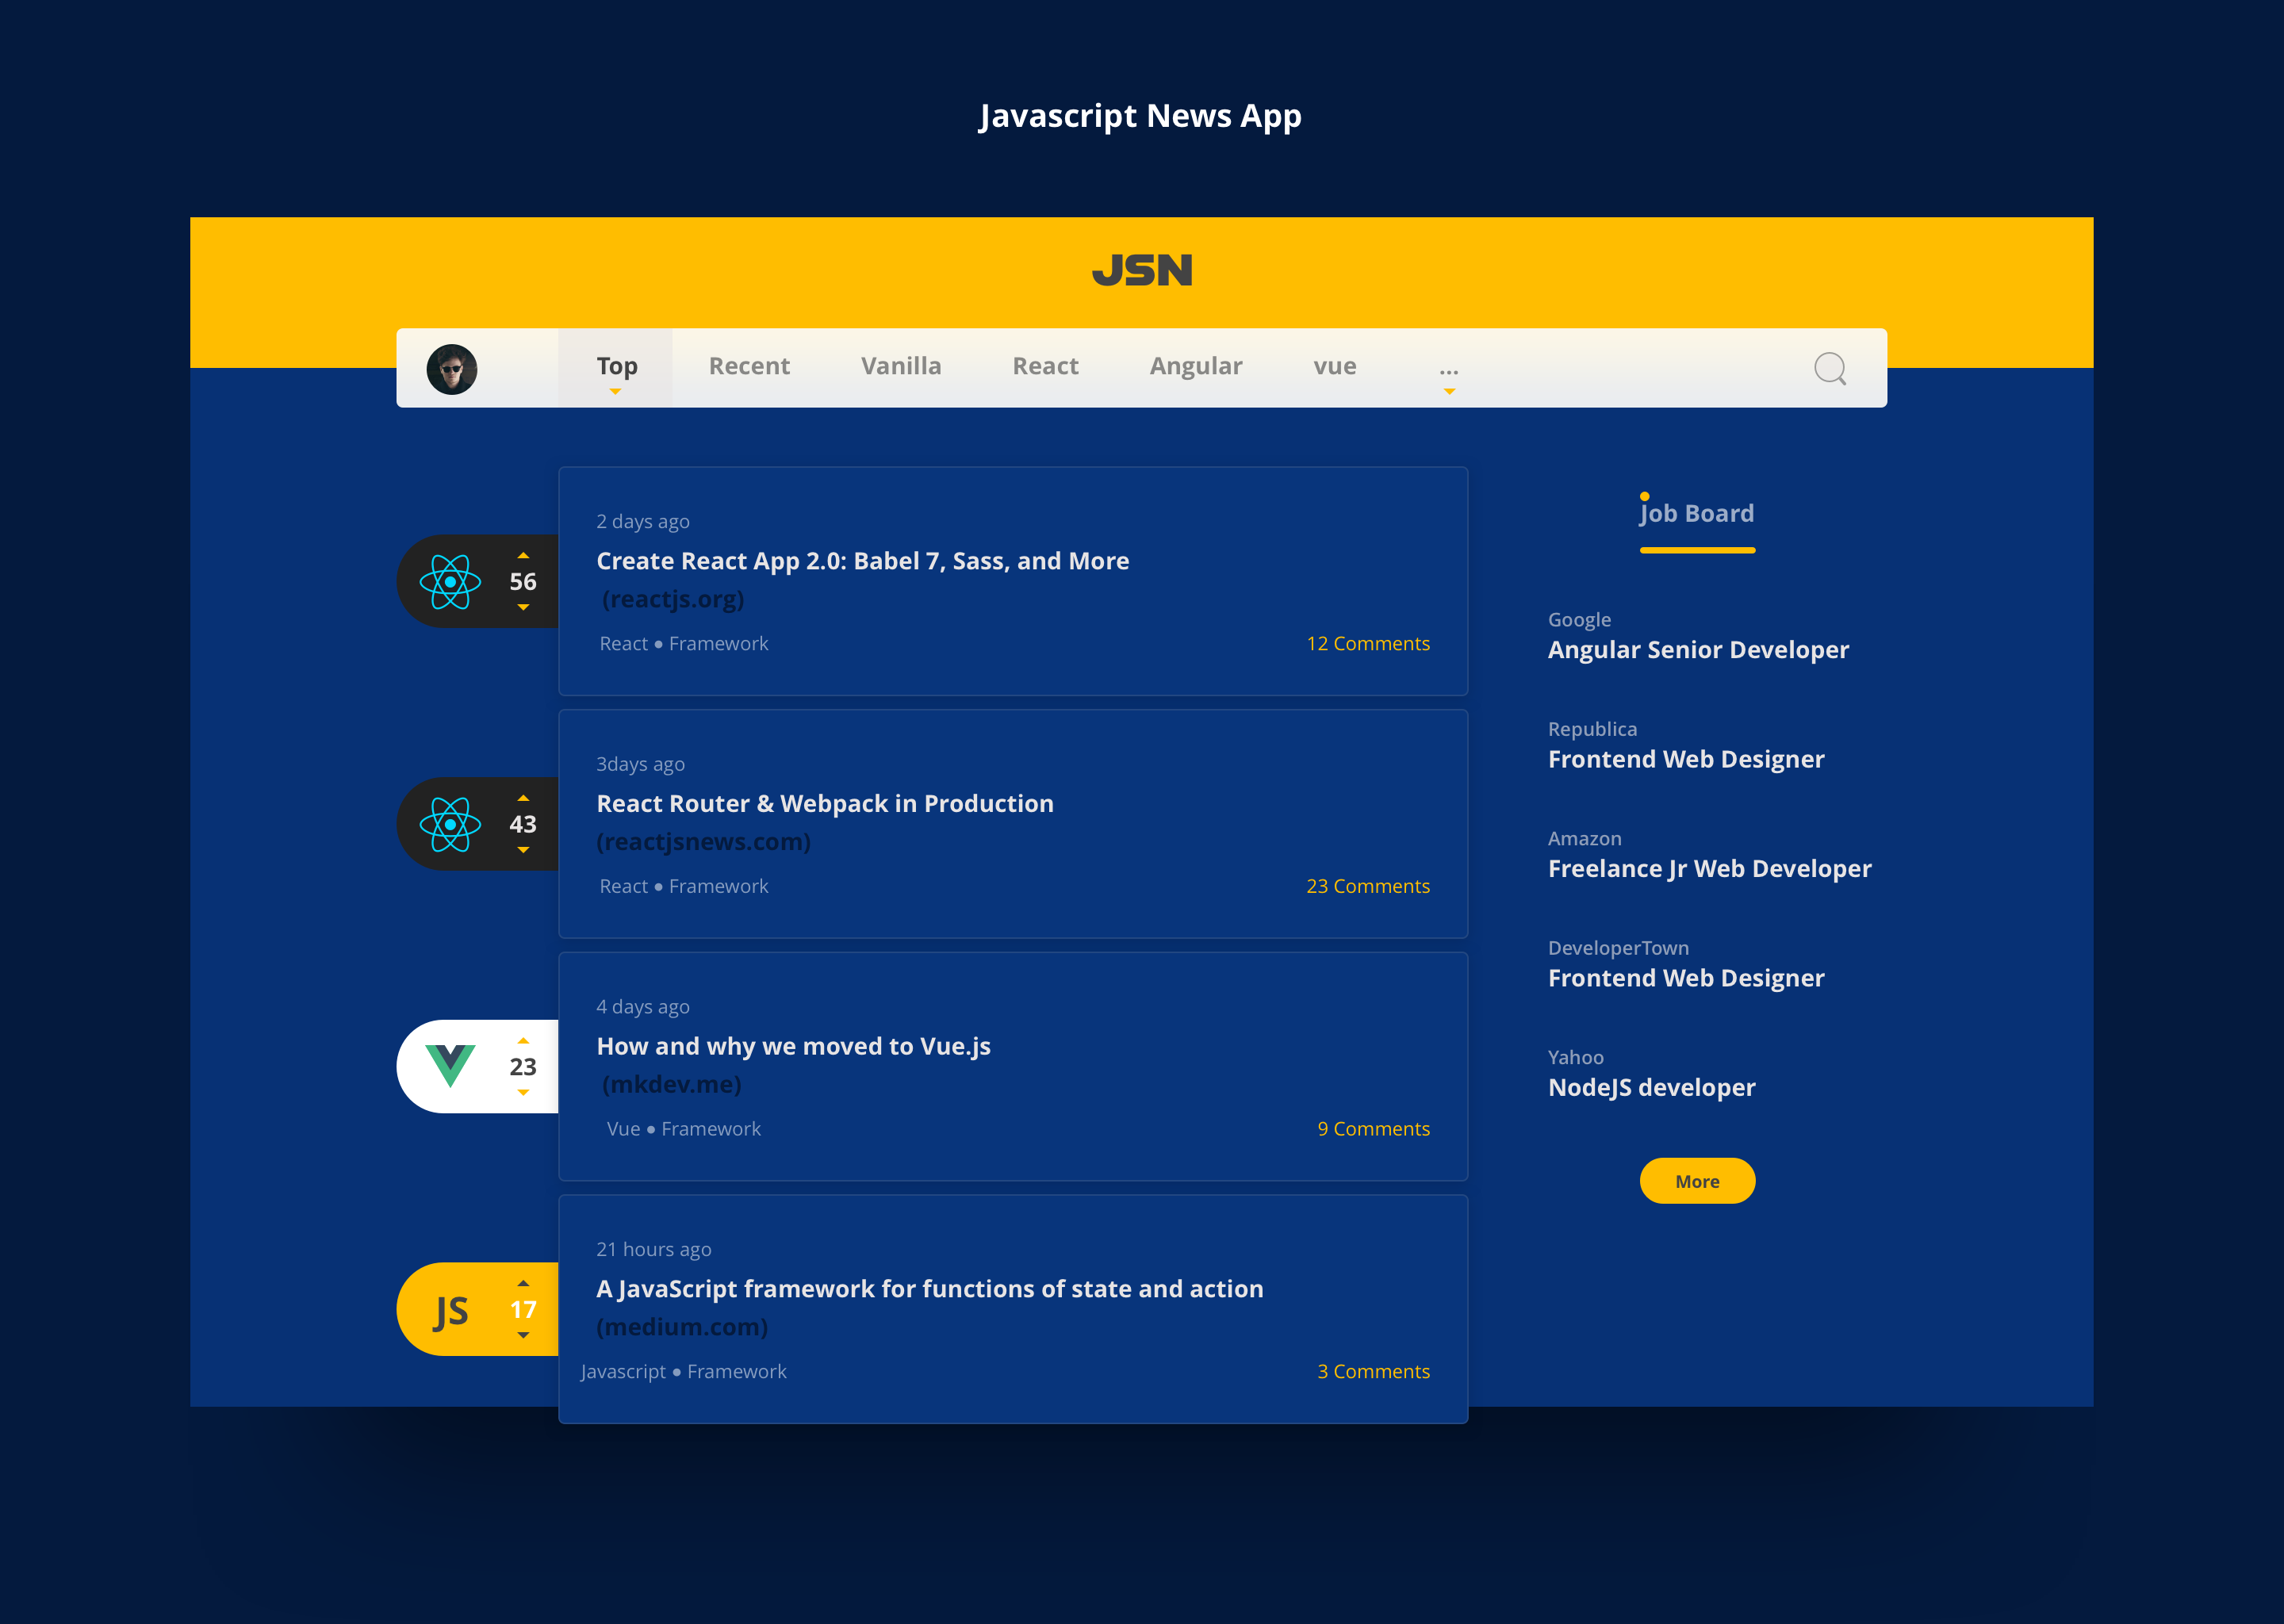 Javascript News App
JSN
Top Recent Vanilla React Angular vue ...
2 days ago
Create React App 2.0: Babel 7, Sass, and More
(reactjs.org)
React • Framework 12 Comments
56
3days ago
React Router & Webpack in Production
(reactjsnews.com)
React • Framework 23 Comments
43
4 days ago
How and why we moved to Vue.js
(mkdev.me)
Vue • Framework 9 Comments
23
21 hours ago
A JavaScript framework for functions of state and action
(medium.com)
Javascript • Framework 3 Comments
JS 17
Job Board
Google
Angular Senior Developer
Republica
Frontend Web Designer
Amazon
Freelance Jr Web Developer
DeveloperTown
Frontend Web Designer
Yahoo
NodeJS developer
More